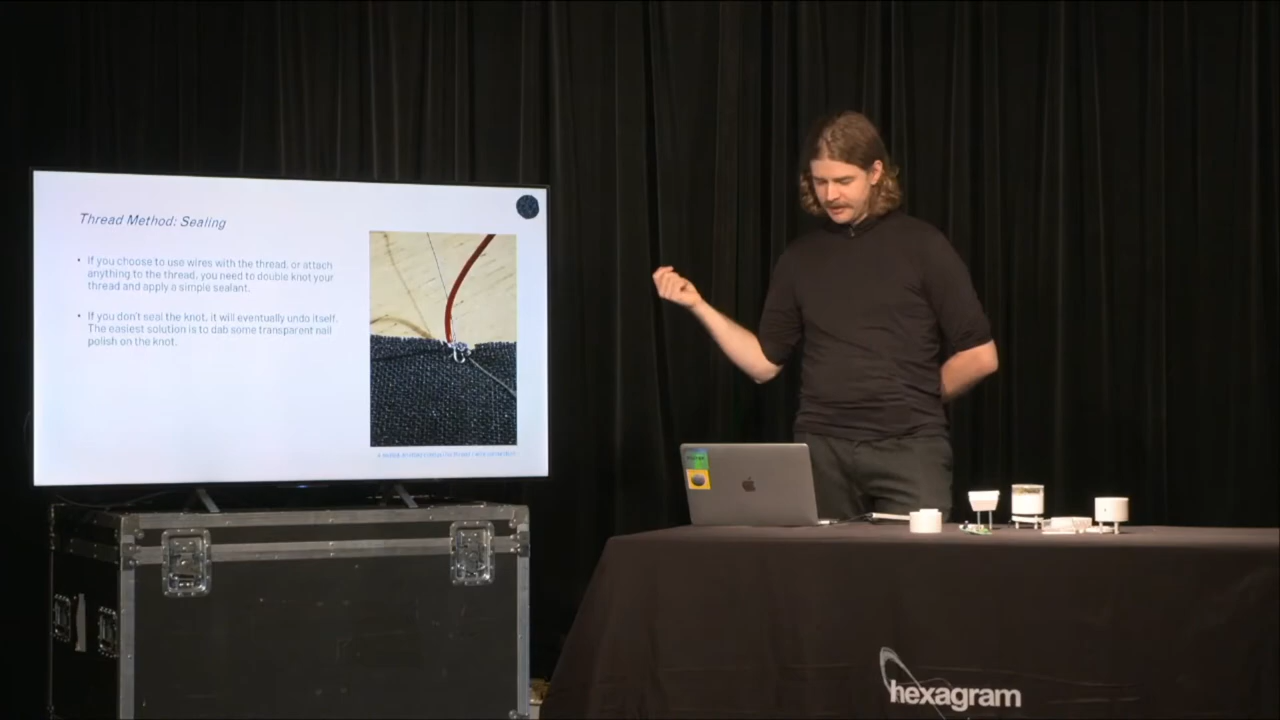 Thread Method: Sealing
• If you choose to use wires with the thread, or attach
anything to the thread, you need to double knot your
thread and apply a simple sealant.
• If you don't seal the knot, it will eventually undo itself.
The easiest solution is to dab some transparent nail
polish on the knot.
hexagram